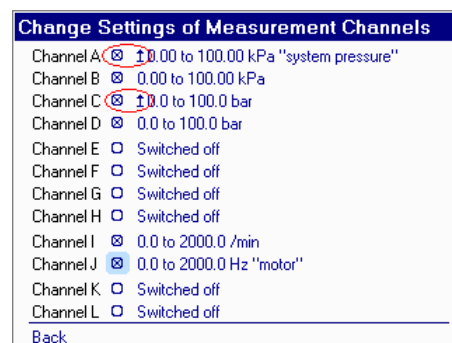 Change Settings of Measurement Channels
Channel A ⊠ ↥0.00 to 100.00 kPa "system pressure"
Channel B ⊠ 0.00 to 100.00 kPa
Channel C ⊠ ↥0.0 to 100.0 bar
Channel D ⊠ 0.0 to 100.0 bar
Channel E Switched off
Channel F Switched off
Channel G Switched off
Channel H Switched off
Channel I ⊠ 0.0 to 2000.0 /min
Channel J ⊠ 0.0 to 2000.0 Hz "motor"
Channel K Switched off
Channel L Switched off
Back